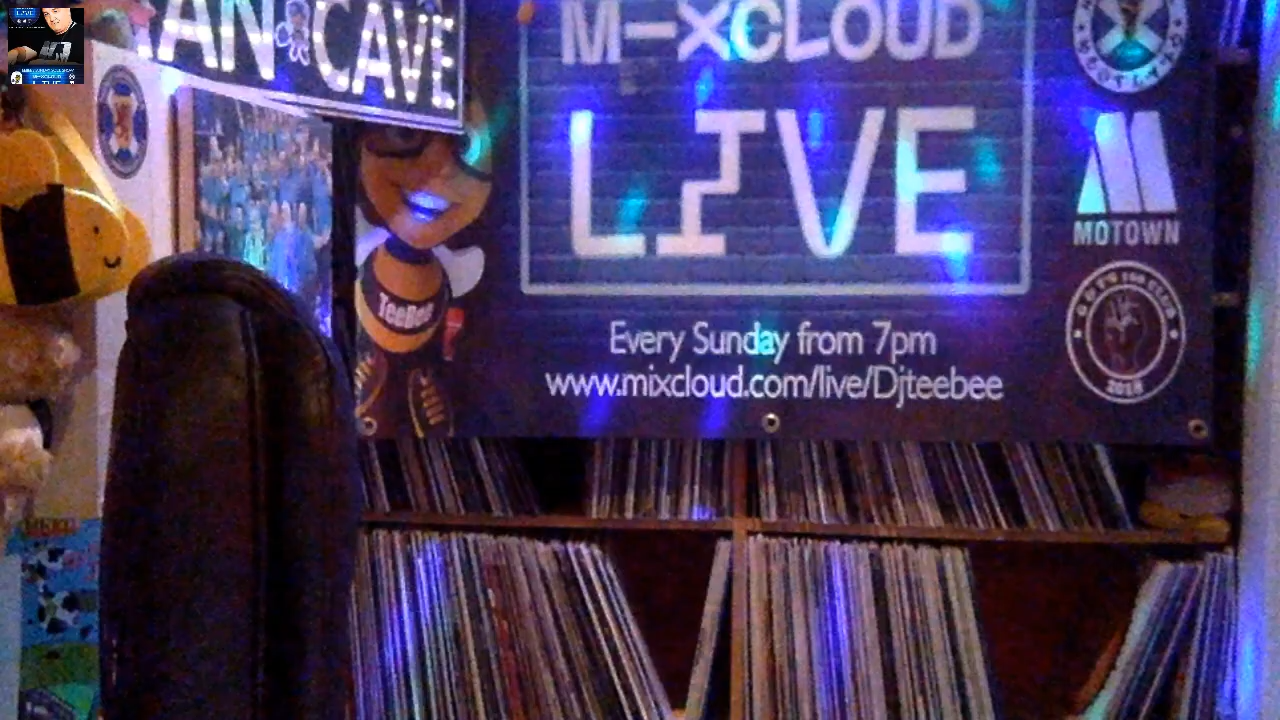 AN CAVE
M-XCLOUD
LIVE
Every Sunday from 7pm
www.mixcloud.com/live/Djteebee
MOTOWN
2018
TeeBee